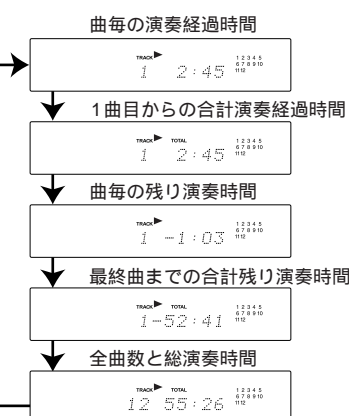 曲毎の演奏経過時間
TRACK
1 2 3 4 5
1 2:45
6 7 8 9 10
11 12
1曲目からの合計演奏経過時間
TRACK TOTAL
1 2 3 4 5
1 2:45
6 7 8 9 10
11 12
曲毎の残り演奏時間
TRACK
1 2 3 4 5
1 -1:03
6 7 8 9 10
11 12
最終曲までの合計残り演奏時間
TRACK TOTAL
1 2 3 4 5
1-52:41
6 7 8 9 10
11 12
全曲数と総演奏時間
TRACK TOTAL
1 2 3 4 5
12 55:26
6 7 8 9 10
11 12